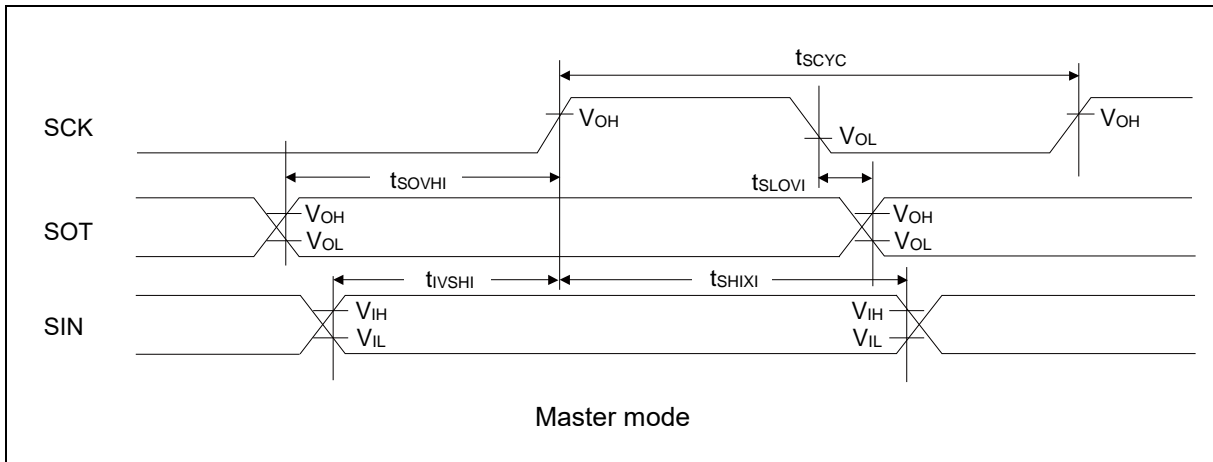 tSCYC
SCK
VOH
VOL
VOH
tSOVHI
tSLOVI
SOT
VOH
VOL
VOH
VOL
tIVSHI
tSHIXI
SIN
VIH
VIL
VIH
VIL
Master mode